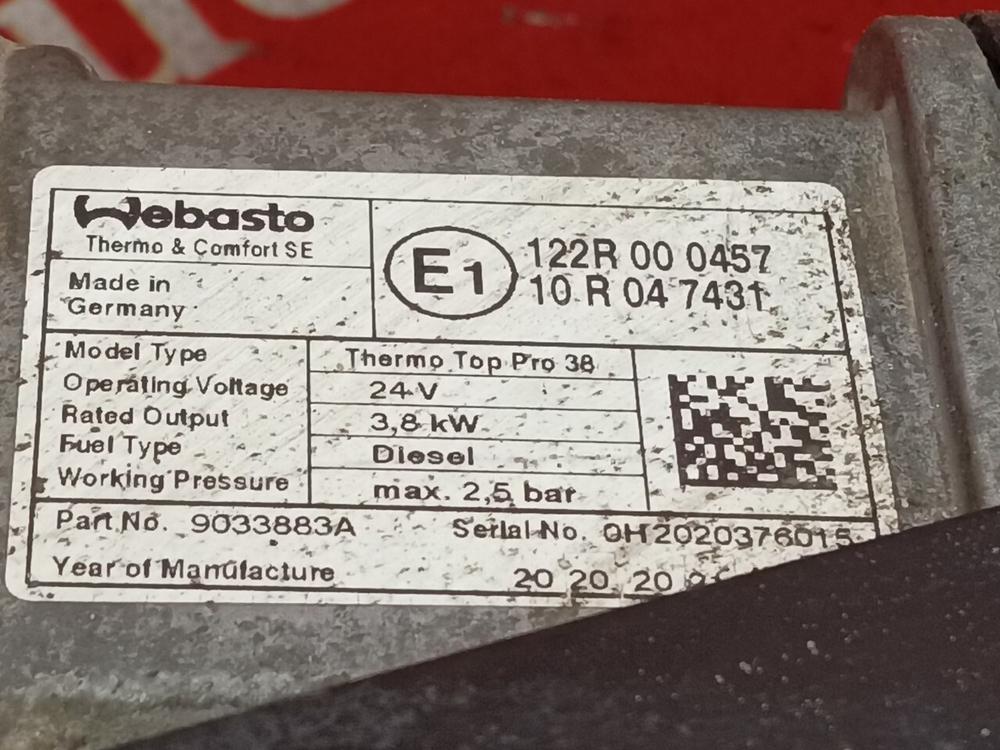 Webasto
Thermo & Comfort SE
Made in
Germany
E1
122R 00 0457
10 R 04 7431
Model Type Thermo Top Pro 38
Operating Voltage 24 V
Rated Output 3,8 kW
Fuel Type Diesel
Working Pressure max. 2,5 bar
Part No. 9033883A Serial No. 0H2020376015
Year of Manufacture 20 20 20